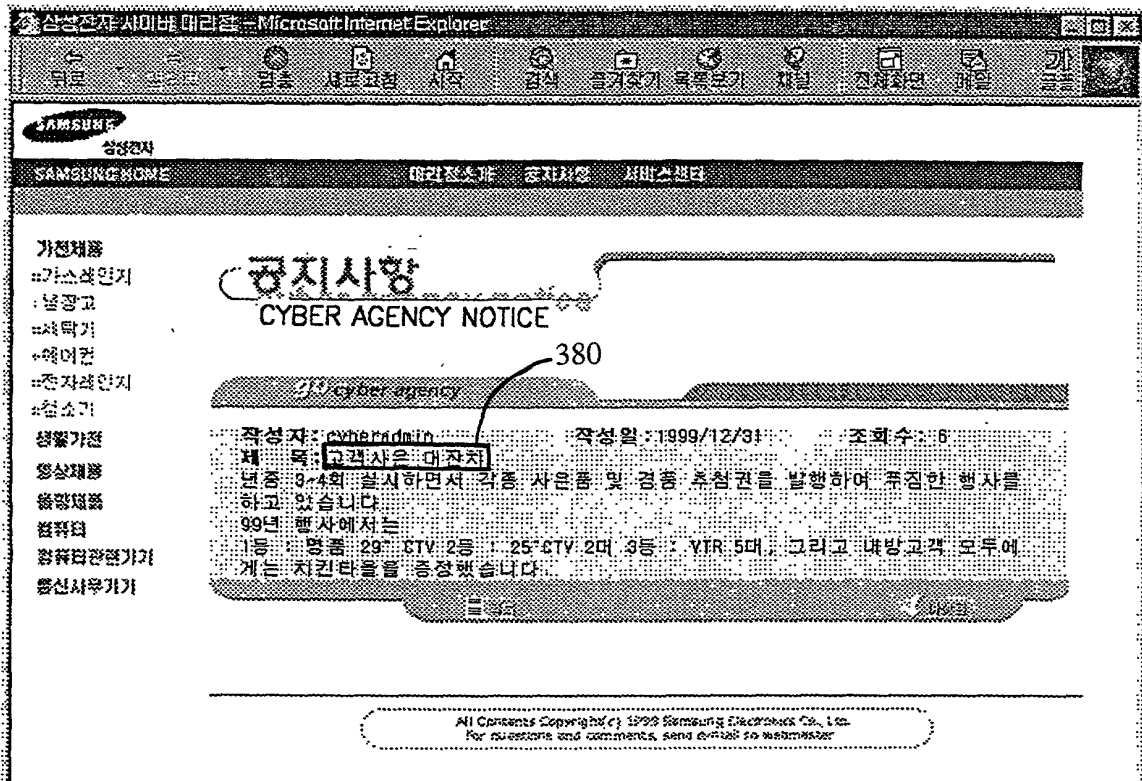 삼성전자 사이버 대리점 - Microsoft Internet Explorer
뒤로 멈춤 새로고침 시작 검색 즐겨찾기 목록보기 채널 전체화면 메일 글꼴
SAMSUNG
삼성전자
SAMSUNG HOME 대리점소개 공지사항 서비스센터
가전제품
가스레인지
냉장고
세탁기
에어컨
전자레인지
청소기
생활가전
영상제품
음향제품
컴퓨터
컴퓨터관련기기
통신사무기기
공지사항
CYBER AGENCY NOTICE
380
cyber agency
작성자: cyberadmin 작성일: 1999/12/31 조회수: 6
제 목: 고객사은 대잔치
년중 3-4회 실시하면서 각종 사은품 및 경품 추첨권를 발행하여 푸짐한 행사를
하고 있습니다.
99년 행사에서는
1등 : 명품 29" CTV 2등 : 25"CTV 2대 3등 : VTR 5대, 그리고 내방고객 모두에
게는 치킨타올을 증정했습니다.
All Contents Copyright(c) 1999 Samsung Electronics Co., Ltd.
For questions and comments, send e-mail to webmaster